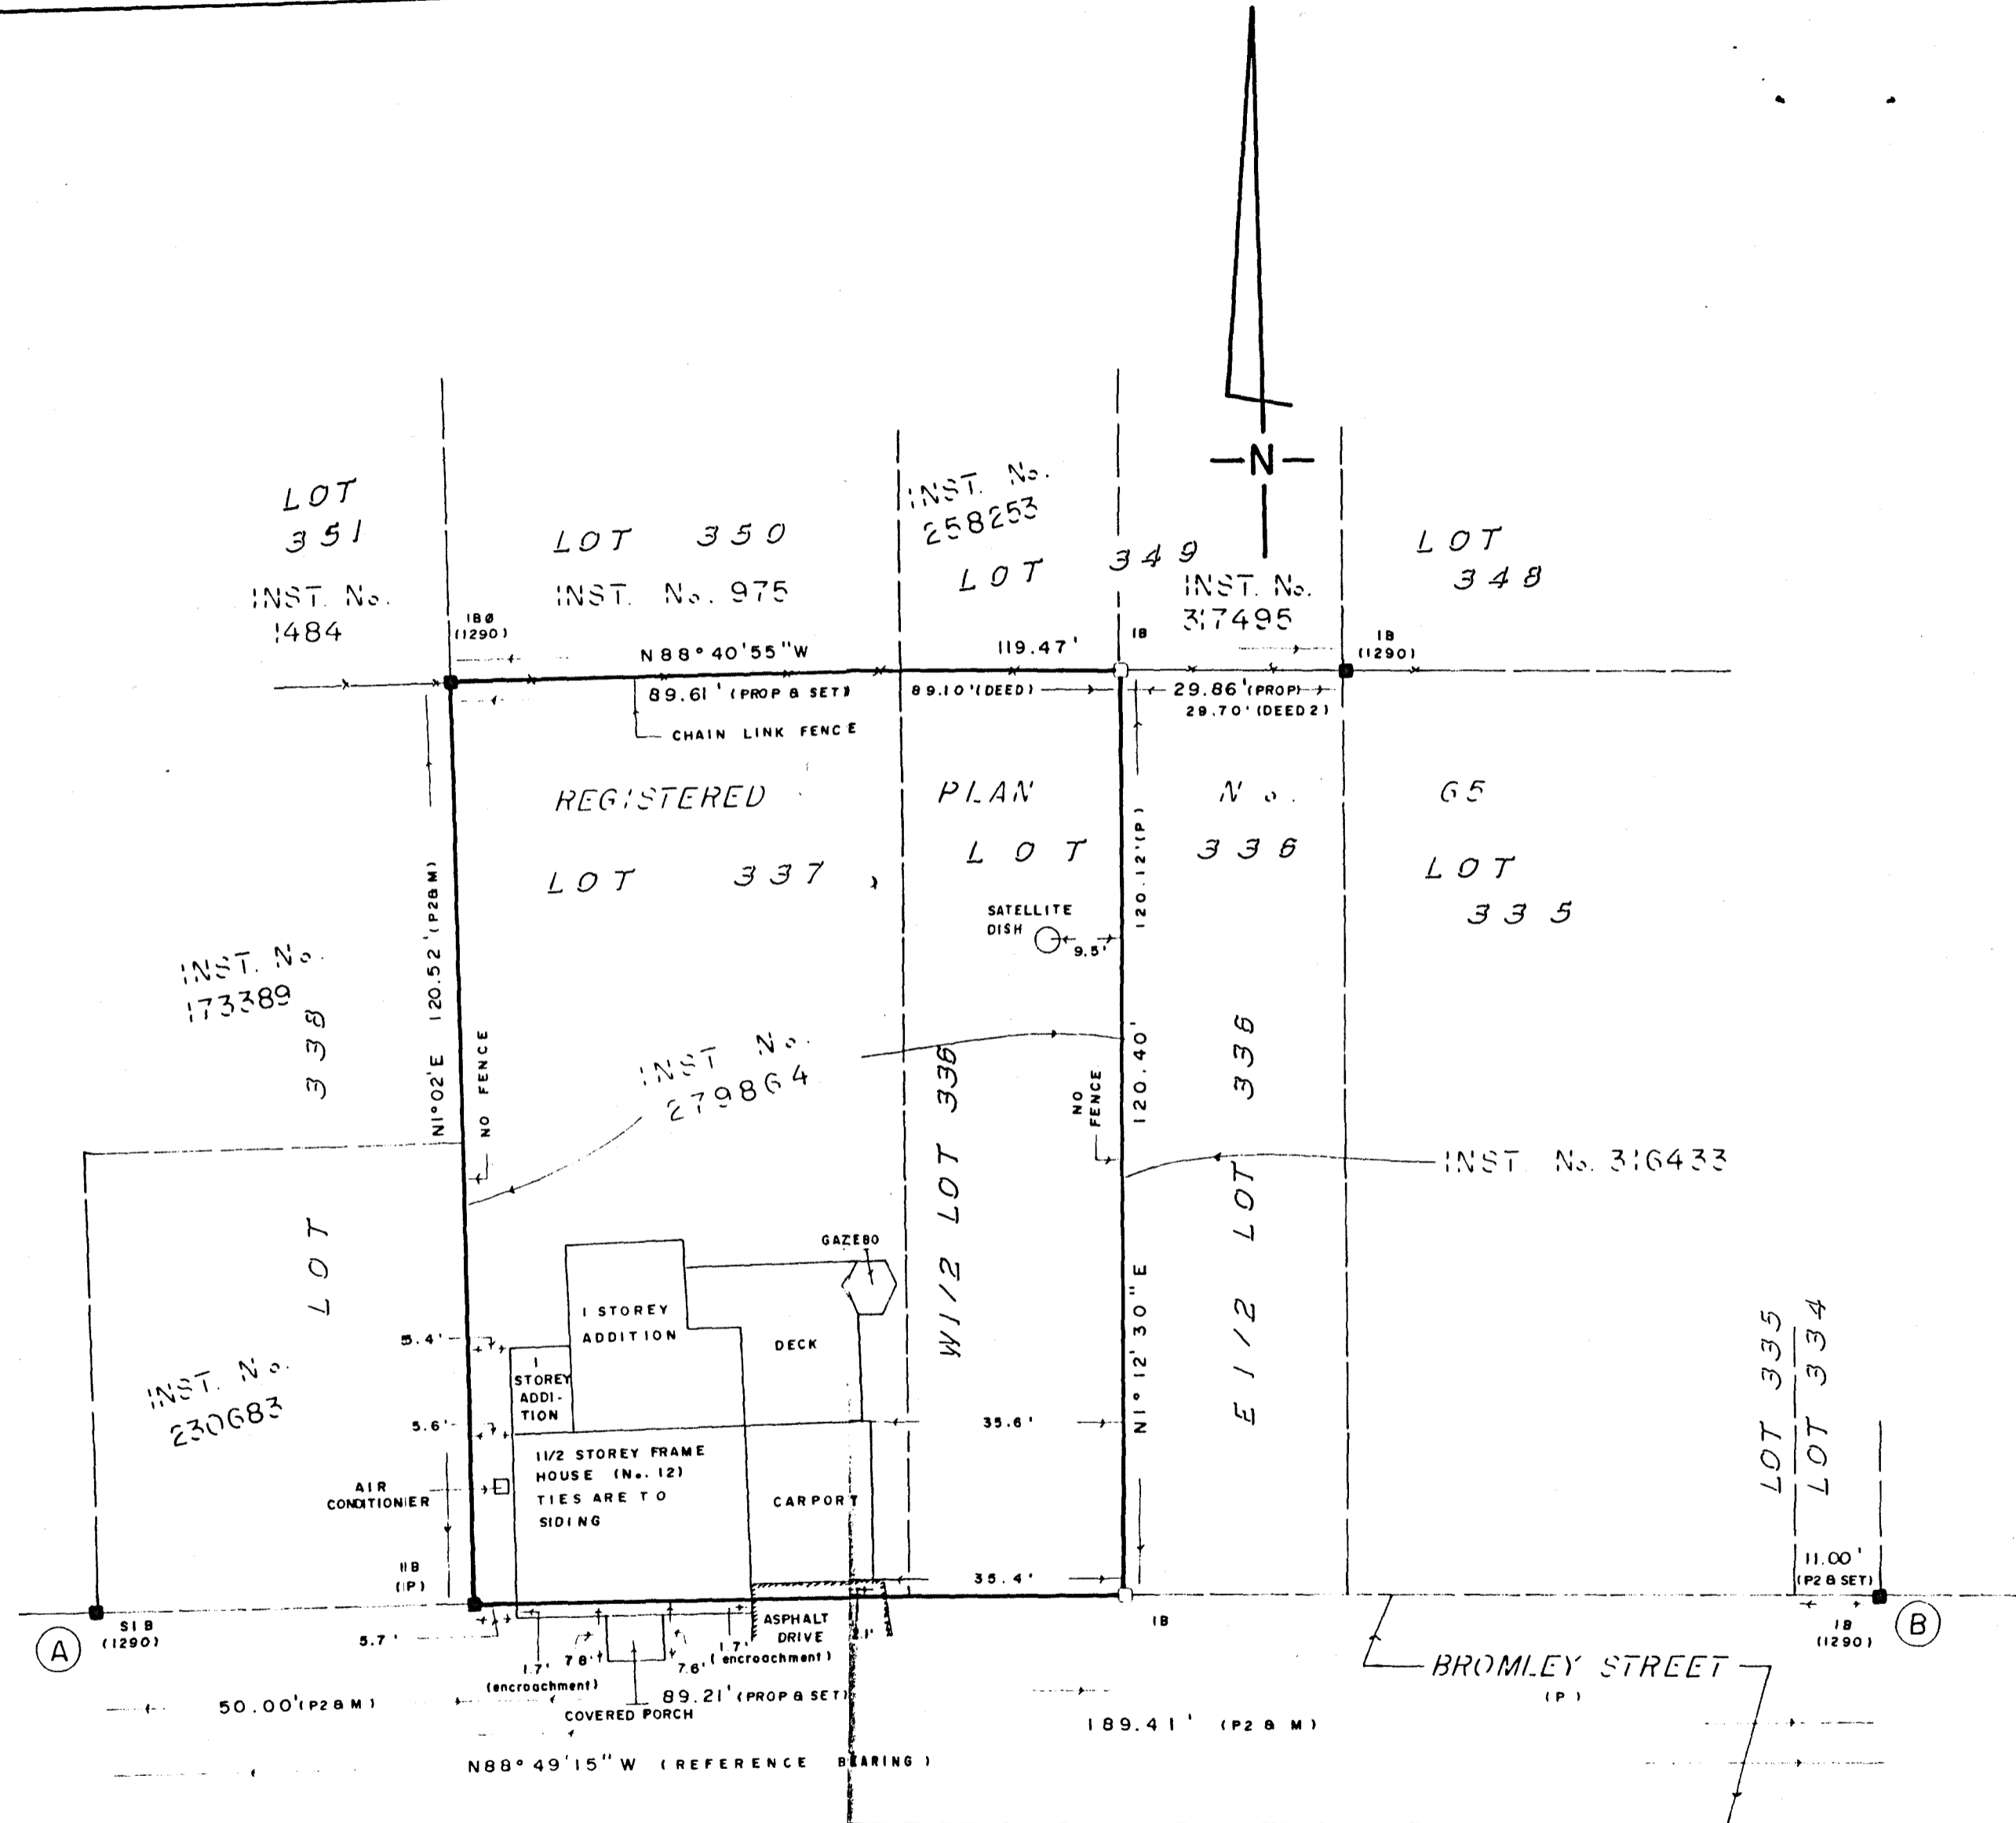 —N—
LOT
351
INST. No.
1484
LOT 350
INST. No. 975
INST. No.
258253
LOT 349
INST. No.
317495
LOT
348
IBØ
(1290)
N88°40'55"W
119.47'
IB
IB
(1290)
89.61' (PROP & SET)
89.10' (DEED)
29.86' (PROP)
29.70' (DEED 2)
CHAIN LINK FENCE
REGISTERED PLAN No. 65
LOT 337
LOT 336
LOT
335
120.12' (P)
120.52' (P2&M)
N1°02'E
NO FENCE
SATELLITE
DISH
9.5'
INST. No.
173389
LOT 338
INST No.
279864
W1/2 LOT 336
NO
FENCE
120.40'
N1°12'30"E
E1/2 LOT 336
INST No. 316433
GAZEBO
1 STOREY
ADDITION
DECK
5.4'
1
STOREY
ADDI-
TION
INST. No.
230683
5.6'
35.6'
11/2 STOREY FRAME
HOUSE (No. 12)
TIES ARE TO
SIDING
AIR
CONDITIONIER
CARPORT
LOT 335
LOT 334
IIB
(IP)
35.4'
11.00'
(P2 & SET)
A
SIB
(1290)
5.7'
1.7'
(encroachment)
7.8'
7.6'
1.7'
(encroachment)
ASPHALT
DRIVE
.1'
IB
IB
(1290)
B
BROMLEY STREET
(P)
50.00' (P2 & M)
COVERED PORCH
89.21' (PROP & SET)
189.41' (P2 & M)
N88°49'15"W (REFERENCE BEARING)